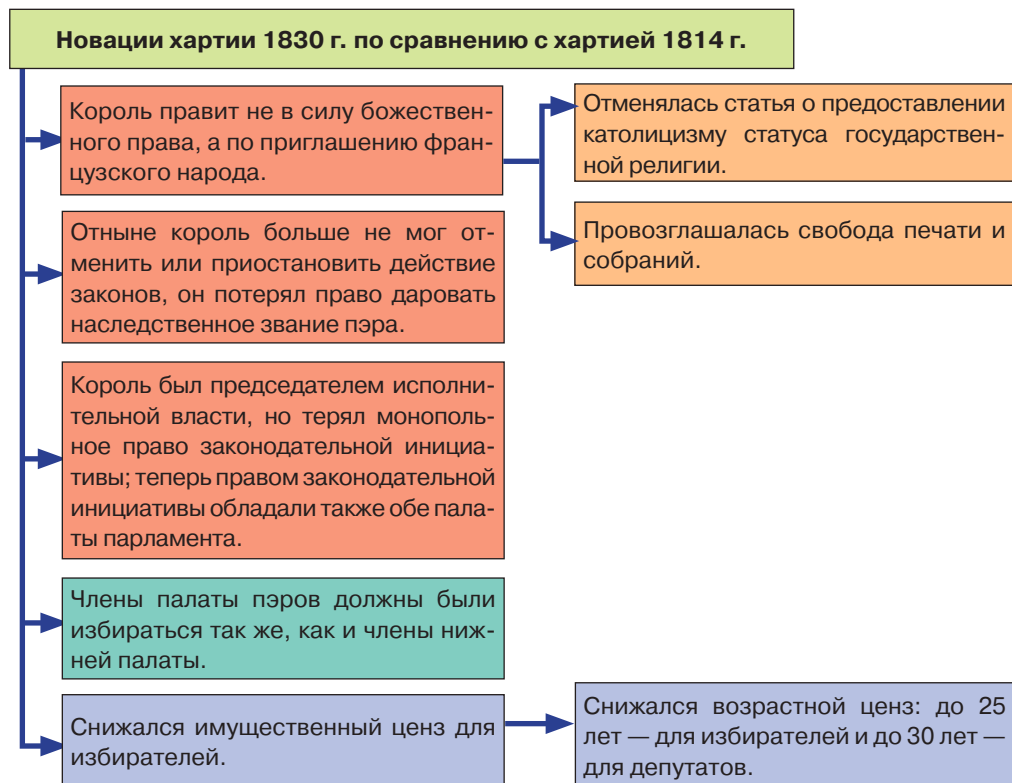 Новации хартии 1830 г. по сравнению с хартией 1814 г.
Король правит не в силу божествен-
ного права, а по приглашению фран-
цузского народа.
Отменялась статья о предоставлении
католицизму статуса государствен-
ной религии.
Провозглашалась свобода печати и
собраний.
Отныне король больше не мог от-
менить или приостановить действие
законов, он потерял право даровать
наследственное звание пэра.
Король был председателем исполни-
тельной власти, но терял монополь-
ное право законодательной инициа-
тивы; теперь правом законодательной
инициативы обладали также обе пала-
ты парламента.
Члены палаты пэров должны были
избираться так же, как и члены ниж-
ней палаты.
Снижался имущественный ценз для
избирателей.
Снижался возрастной ценз: до 25
лет — для избирателей и до 30 лет —
для депутатов.